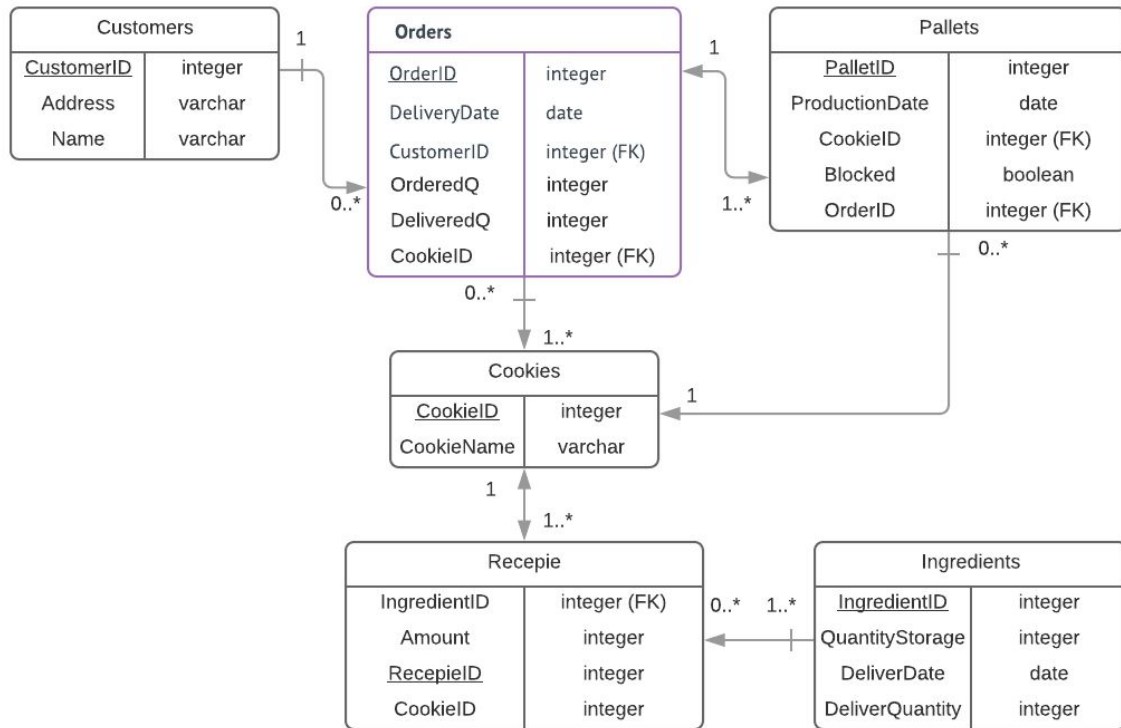 Customers
CustomerID integer
Address varchar
Name varchar
1
0..*
Orders
OrderID integer
DeliveryDate date
CustomerID integer (FK)
OrderedQ integer
DeliveredQ integer
CookieID integer (FK)
1
1..*
Pallets
PalletID integer
ProductionDate date
CookieID integer (FK)
Blocked boolean
OrderID integer (FK)
0..*
0..*
1..*
Cookies
CookieID integer
CookieName varchar
1
1
1..*
Recepie
IngredientID integer (FK)
Amount integer
RecepieID integer
CookieID integer
0..* 1..*
Ingredients
IngredientID integer
QuantityStorage integer
DeliverDate date
DeliverQuantity integer